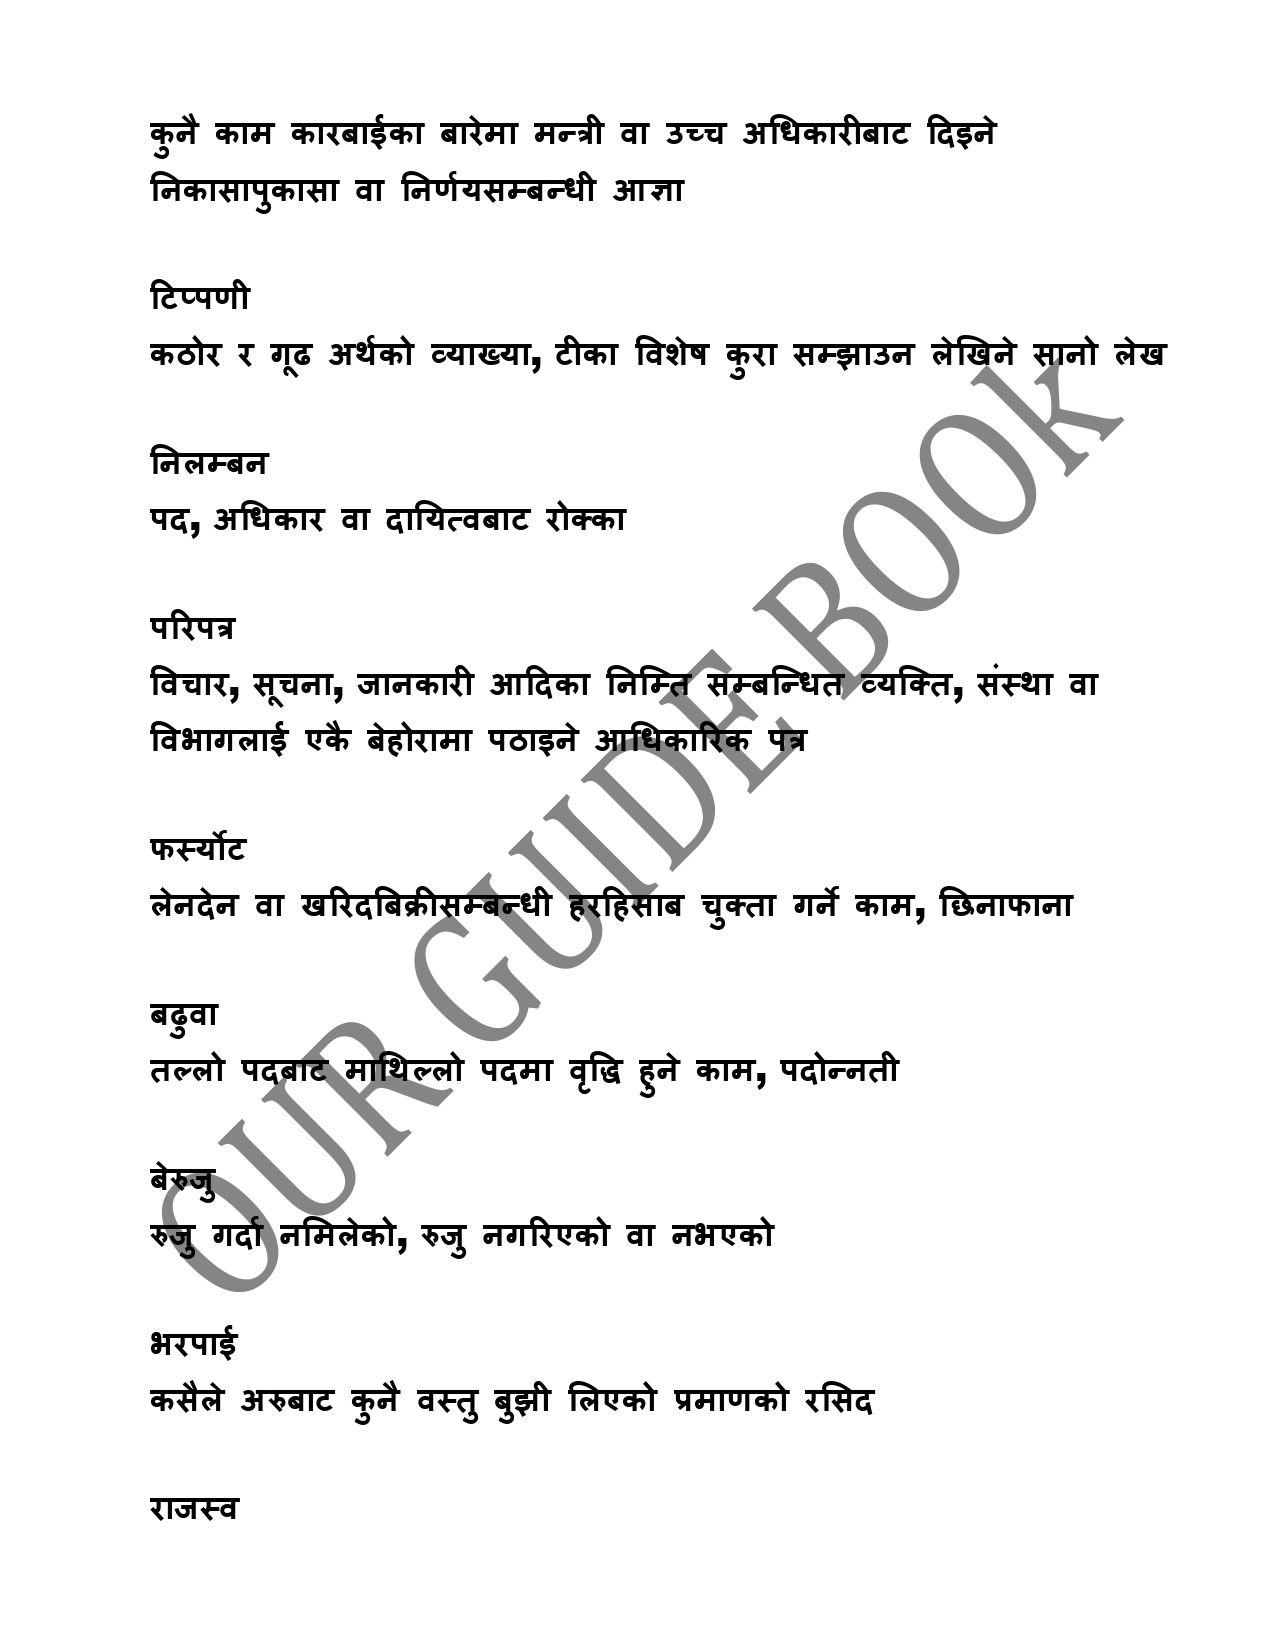 कुनै काम कारबाईका बारेमा मन्त्री वा उच्च अधिकारीबाट दिइने
निकासापुकासा वा निर्णयसम्बन्धी आज्ञा
टिप्पणी
कठोर र गूढ अर्थको व्याख्या, टीका विशेष कुरा सम्झाउन लेखिने सानो लेख
निलम्बन
पद, अधिकार वा दायित्वबाट रोक्का
परिपत्र
विचार, सूचना, जानकारी आदिका निम्ति सम्बन्धित व्यक्ति, संस्था वा
विभागलाई एकै बेहोरामा पठाइने आधिकारिक पत्र
फर्स्योट
लेनदेन वा खरिदबिक्रीसम्बन्धी हरहिसाब चुक्ता गर्ने काम, छिनाफाना
बढुवा
तल्लो पदबाट माथिल्लो पदमा वृद्धि हुने काम, पदोन्नती
बेरुजु
रुजु गर्दा नमिलेको, रुजु नगरिएको वा नभएको
भरपाई
कसैले अरुबाट कुनै वस्तु बुझी लिएको प्रमाणको रसिद
राजस्व
OUR GUIDE BOOk